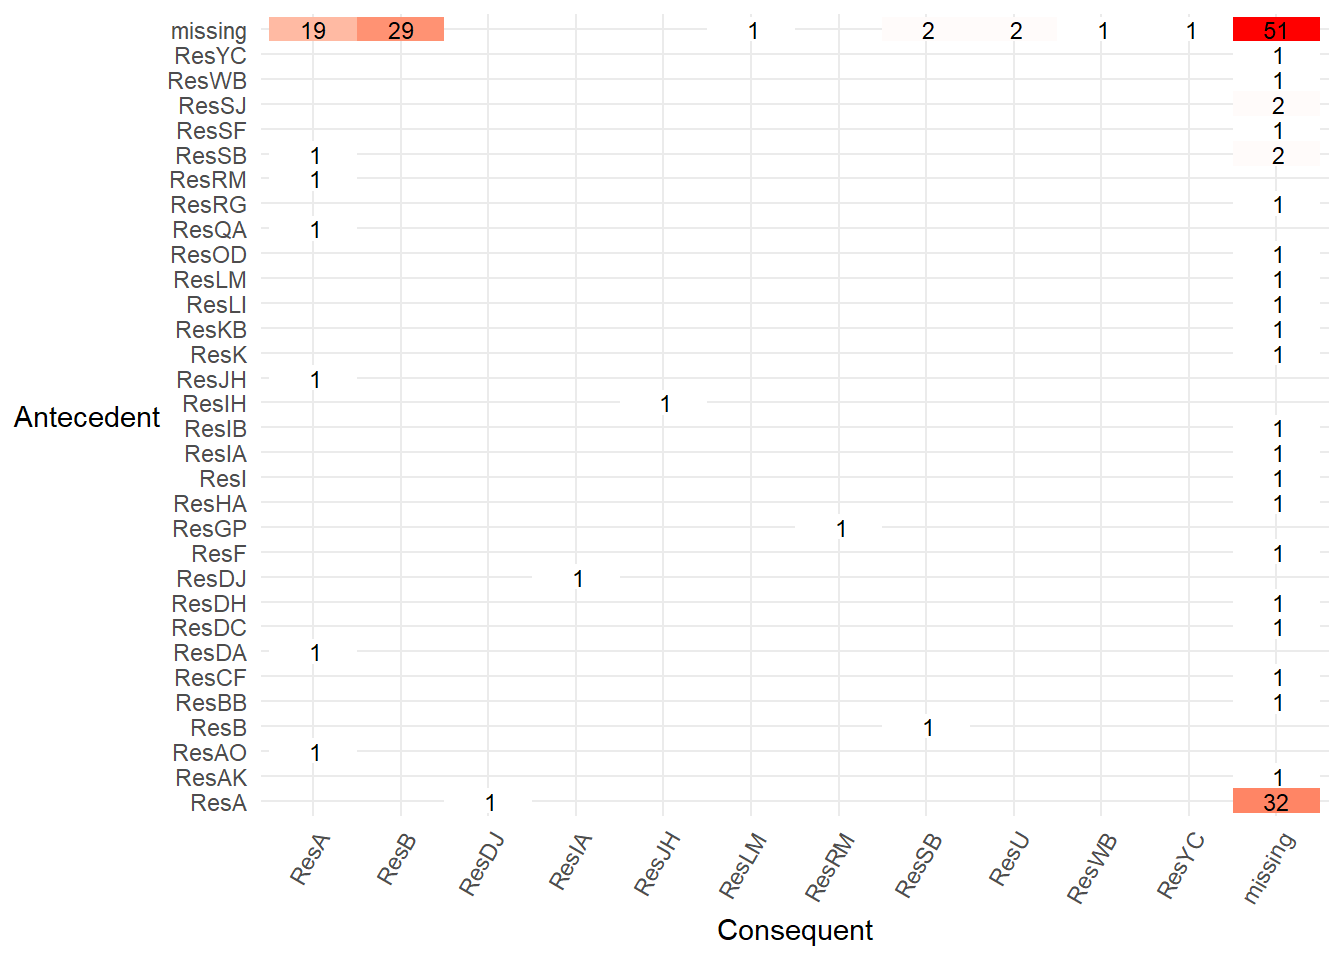 missing 19 29 1 2 2 1 1 51
ResYC 1
ResWB 1
ResSJ 2
ResSF 1
ResSB 1 2
ResRM 1
ResRG 1
ResQA 1
ResOD 1
ResLM 1
ResLI 1
ResKB 1
ResK 1
ResJH 1
ResIH 1
Antecedent
ResIB 1
ResIA 1
ResI 1
ResHA 1
ResGP 1
ResF 1
ResDJ 1
ResDH 1
ResDC 1
ResDA 1
ResCF 1
ResBB 1
ResB 1
ResAO 1
ResAK 1
ResA 1 32
ResA ResB ResDJ ResIA ResJH ResLM ResRM ResSB ResU ResWB ResYC missing
Consequent